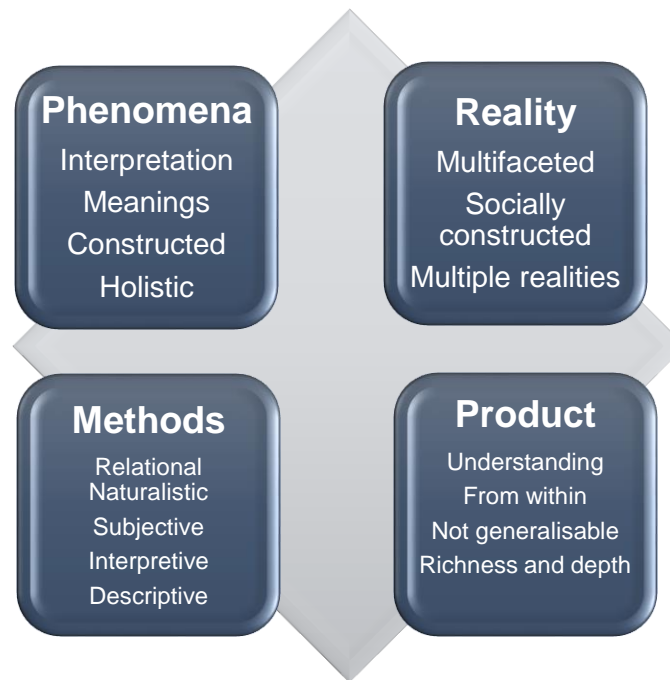 Phenomena
Interpretation
Meanings
Constructed
Holistic
Reality
Multifaceted
Socially
constructed
Multiple realities
Methods
Relational
Naturalistic
Subjective
Interpretive
Descriptive
Product
Understanding
From within
Not generalisable
Richness and depth